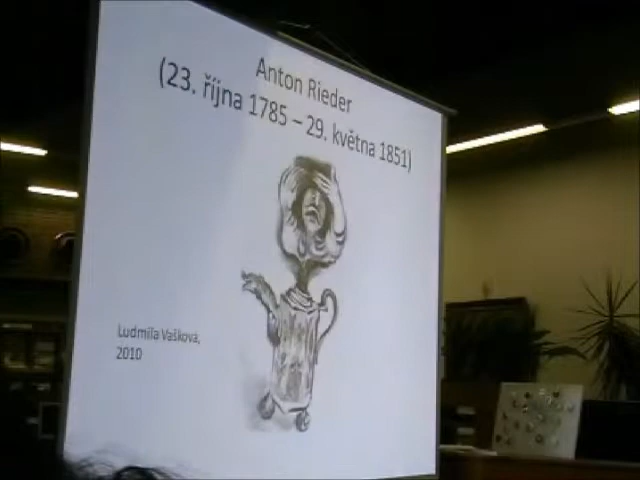 Anton Rieder
(23. října 1785 – 29. května 1851)
Ludmila Vašková,
2010